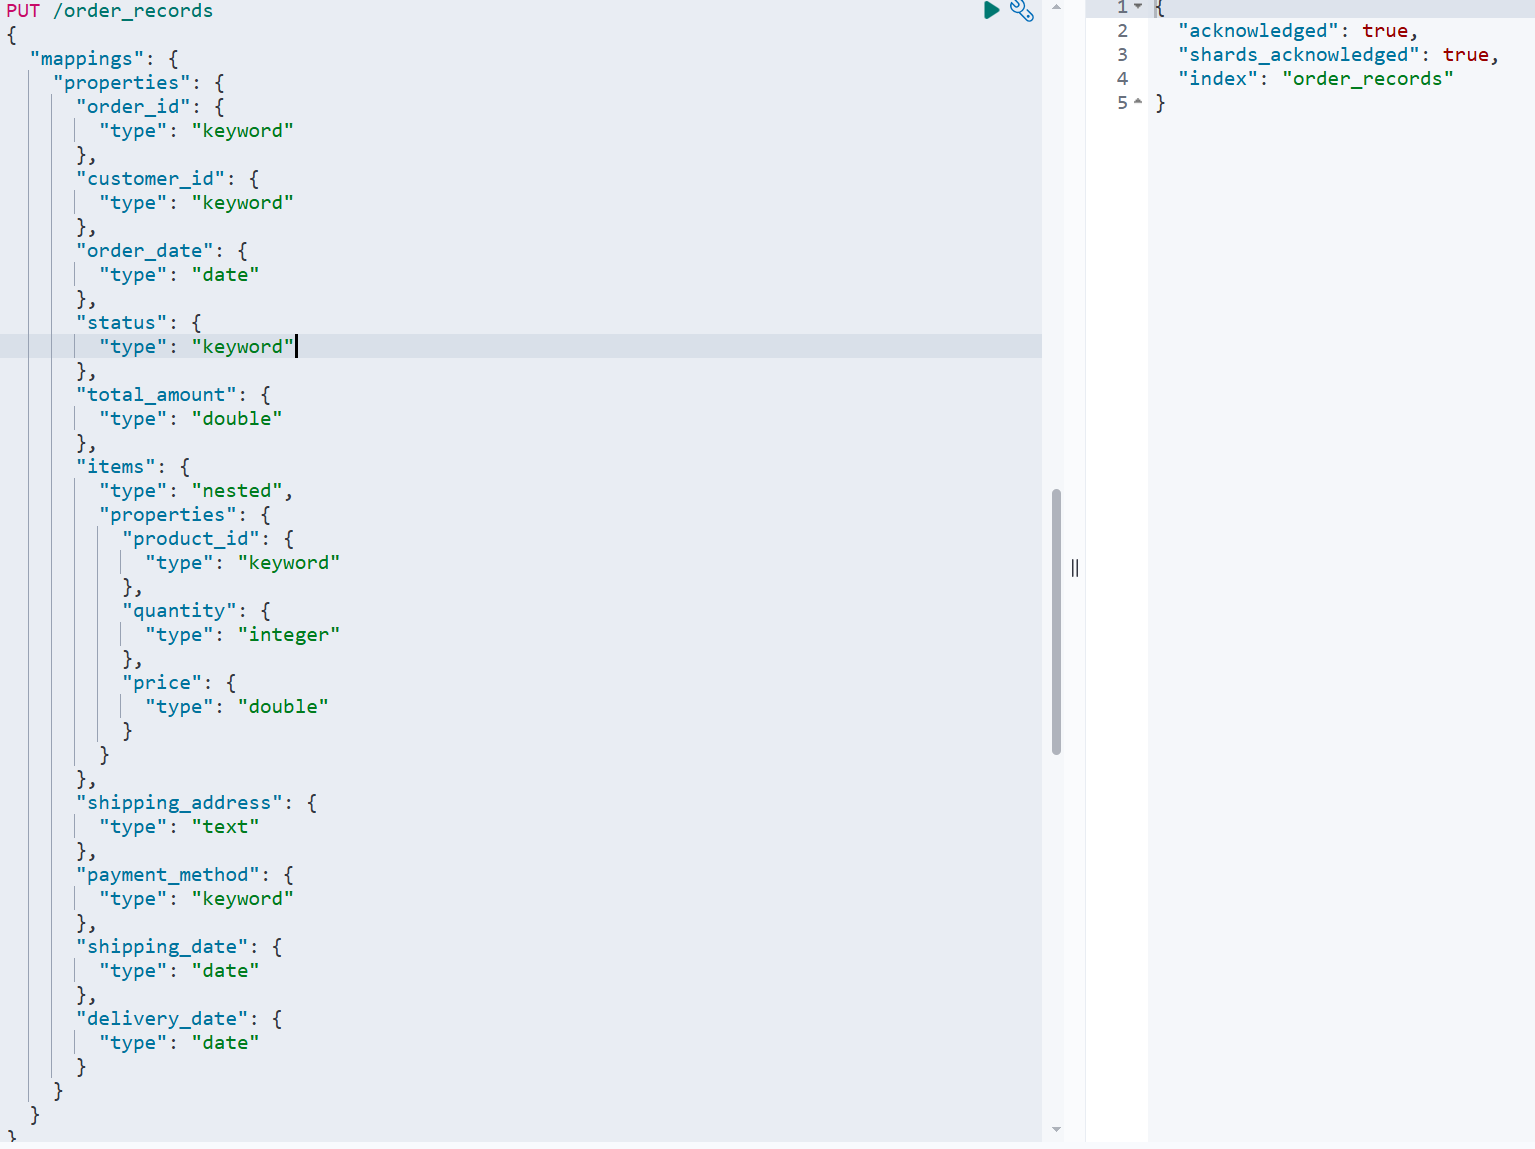 PUT /order_records
{
  "mappings": {
    "properties": {
      "order_id": {
        "type": "keyword"
      },
      "customer_id": {
        "type": "keyword"
      },
      "order_date": {
        "type": "date"
      },
      "status": {
        "type": "keyword"
      },
      "total_amount": {
        "type": "double"
      },
      "items": {
        "type": "nested",
        "properties": {
          "product_id": {
            "type": "keyword"
          },
          "quantity": {
            "type": "integer"
          },
          "price": {
            "type": "double"
          }
        }
      },
      "shipping_address": {
        "type": "text"
      },
      "payment_method": {
        "type": "keyword"
      },
      "shipping_date": {
        "type": "date"
      },
      "delivery_date": {
        "type": "date"
      }
    }
  }
}
1 {
2   "acknowledged": true,
3   "shards_acknowledged": true,
4   "index": "order_records"
5 }